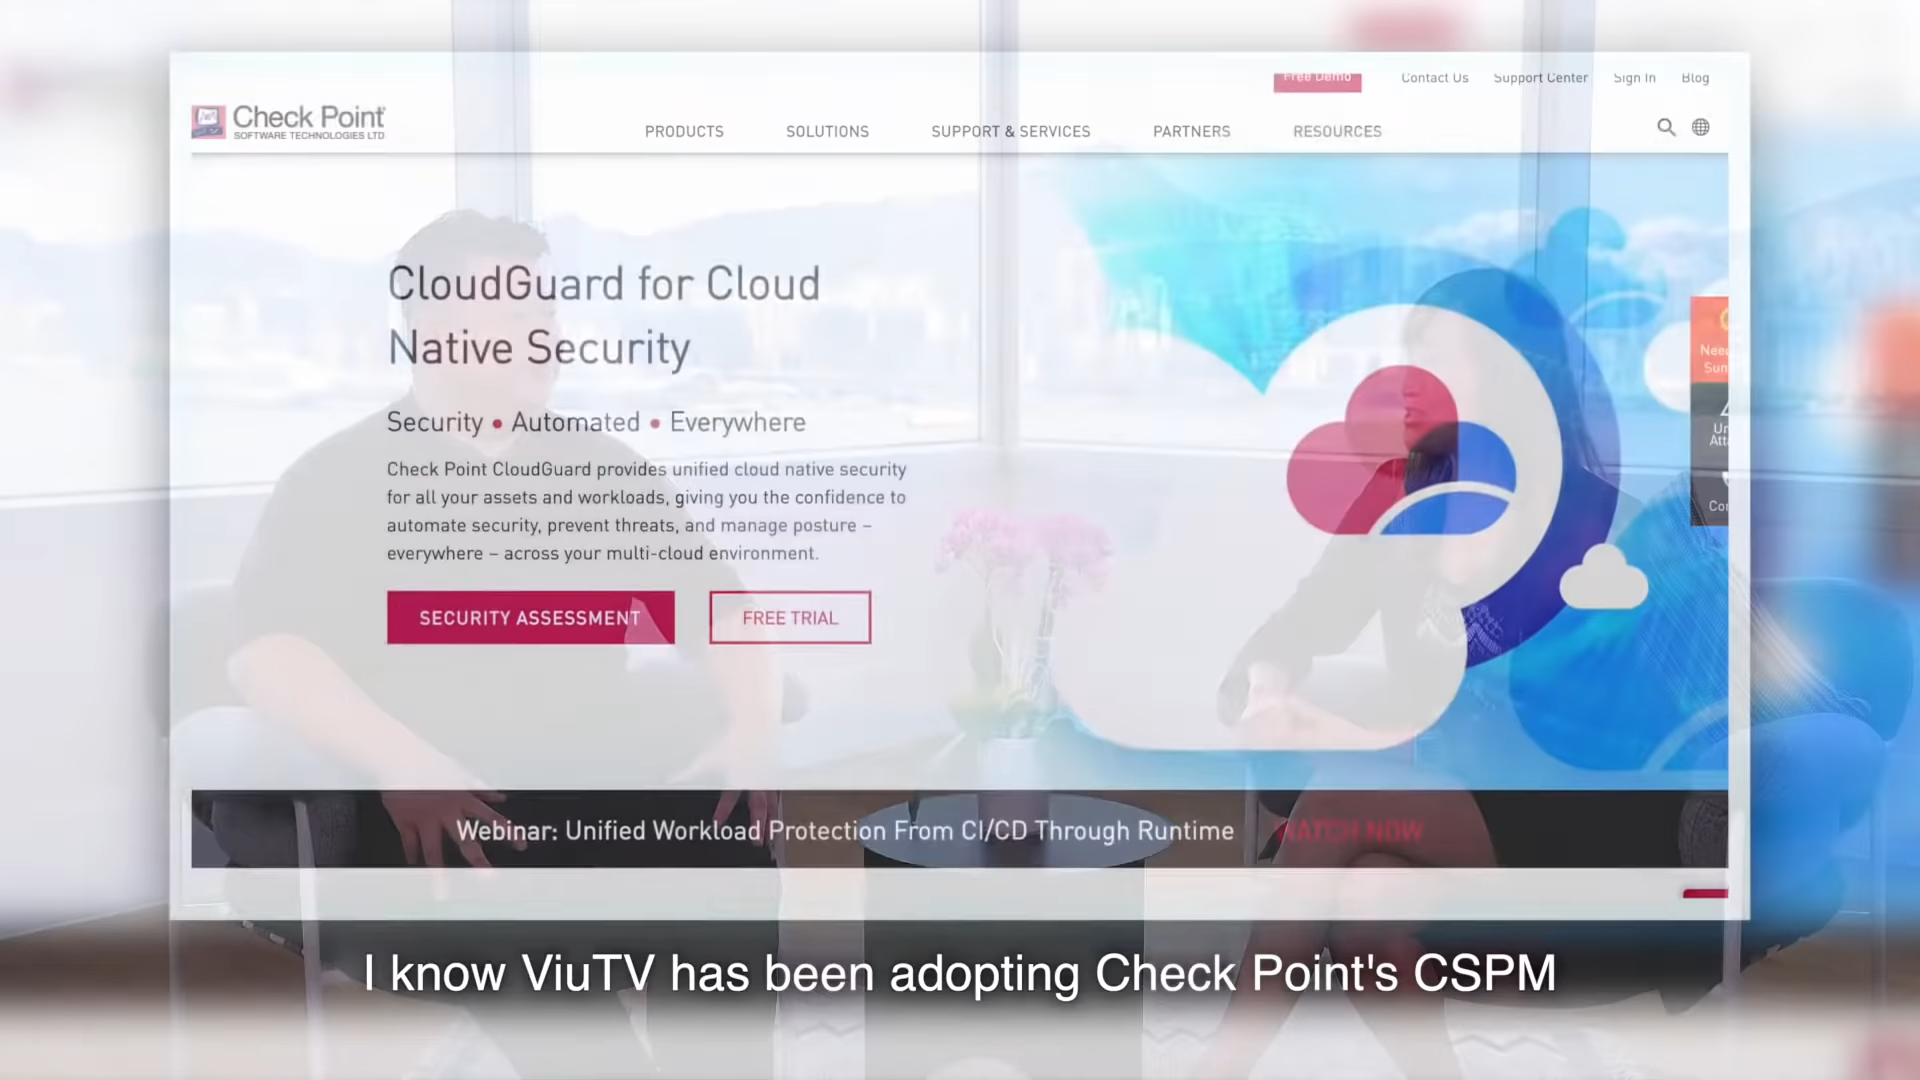 Free Demo
Contact Us
Support Center
Sign In
Blog
Check Point
SOFTWARE TECHNOLOGIES LTD
PRODUCTS
SOLUTIONS
SUPPORT & SERVICES
PARTNERS
RESOURCES
CloudGuard for Cloud
Native Security
Security • Automated • Everywhere
Check Point CloudGuard provides unified cloud native security
for all your assets and workloads, giving you the confidence to
automate security, prevent threats, and manage posture –
everywhere – across your multi-cloud environment.
SECURITY ASSESSMENT
FREE TRIAL
Webinar: Unified Workload Protection From CI/CD Through Runtime
WATCH NOW
I know ViuTV has been adopting Check Point's CSPM